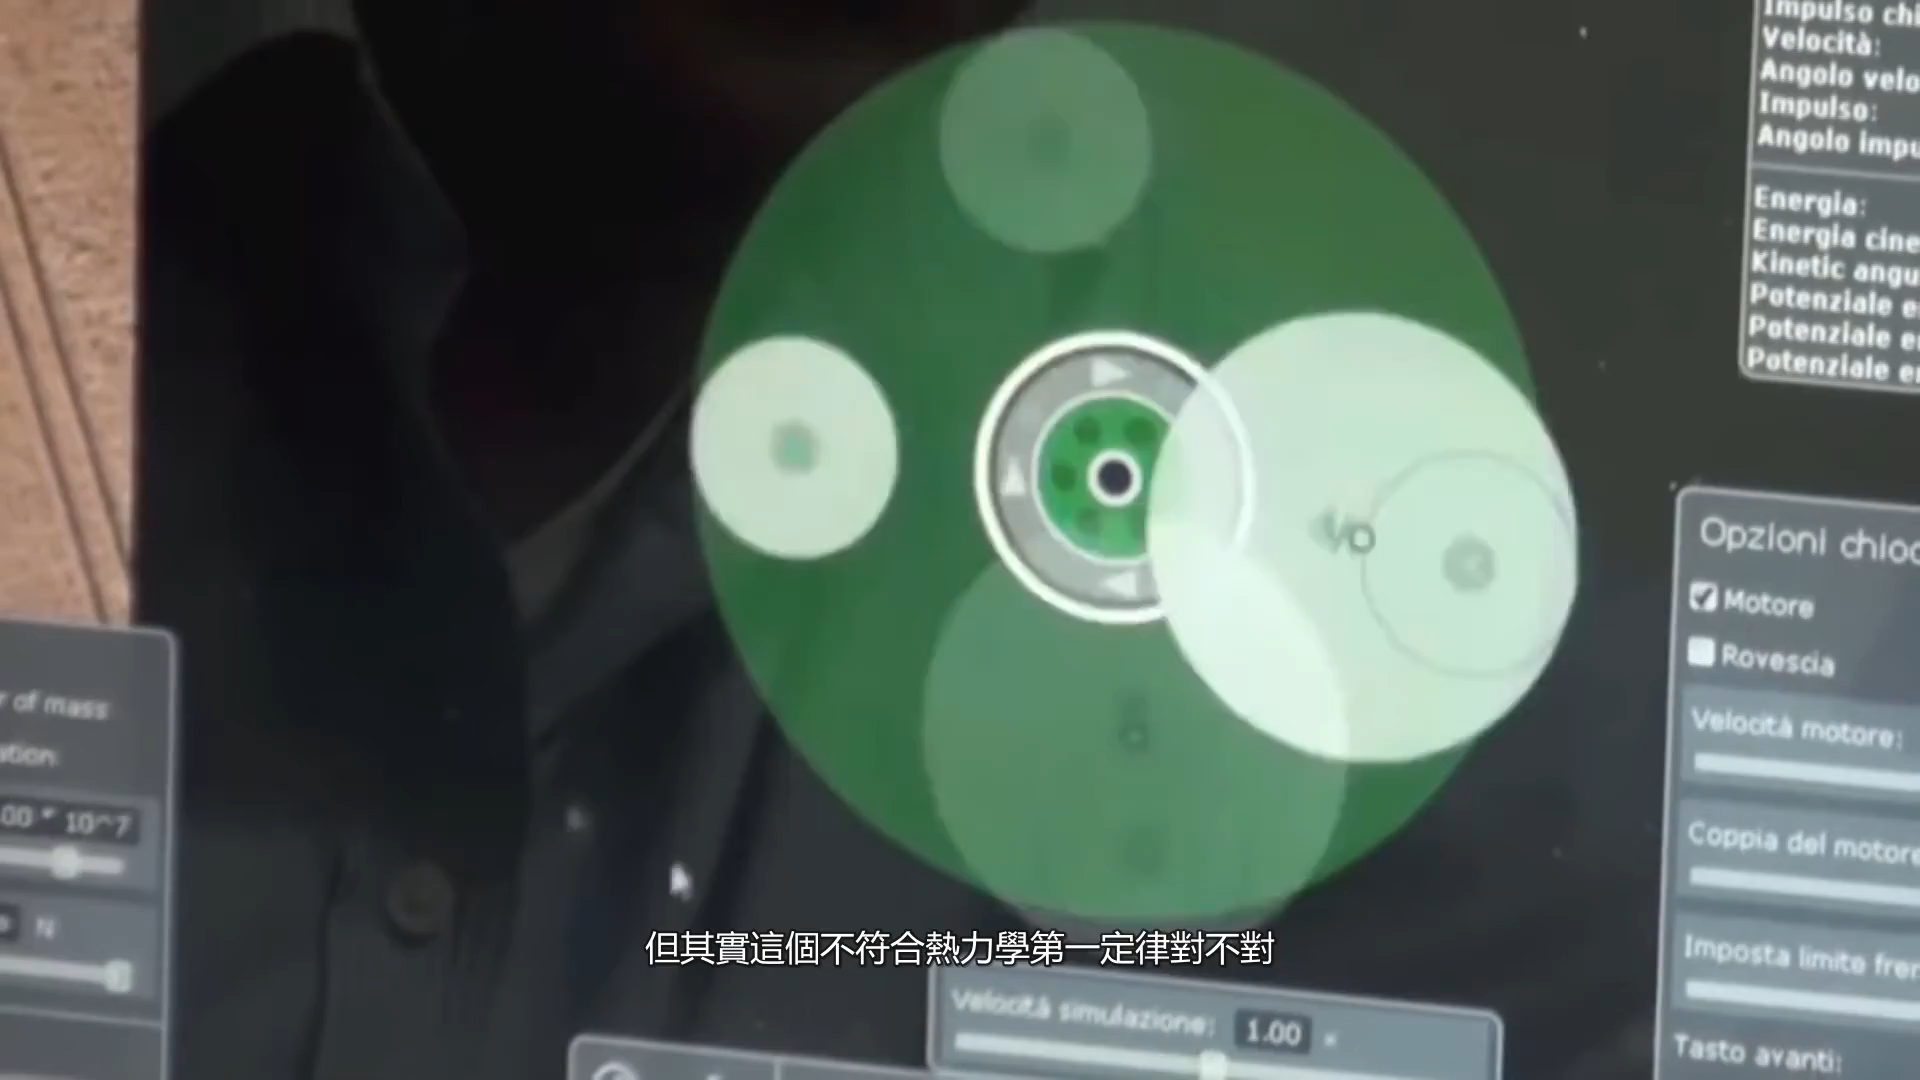 Impulso chi
Velocità:
Angolo velo
Impulso:
Angolo impu
Energia:
Energia cine
Kinetic angu
Potenziale e
Potenziale e
Potenziale e
Opzioni chioc
Motore
Rovescia
Velocità motore:
Coppia del motore
Imposta limite fre
Tasto avanti:
r of mass
ation:
.00 * 10^7
N
但其實這個不符合熱力學第一定律對不對
Velocità simulazione: 1.00 x